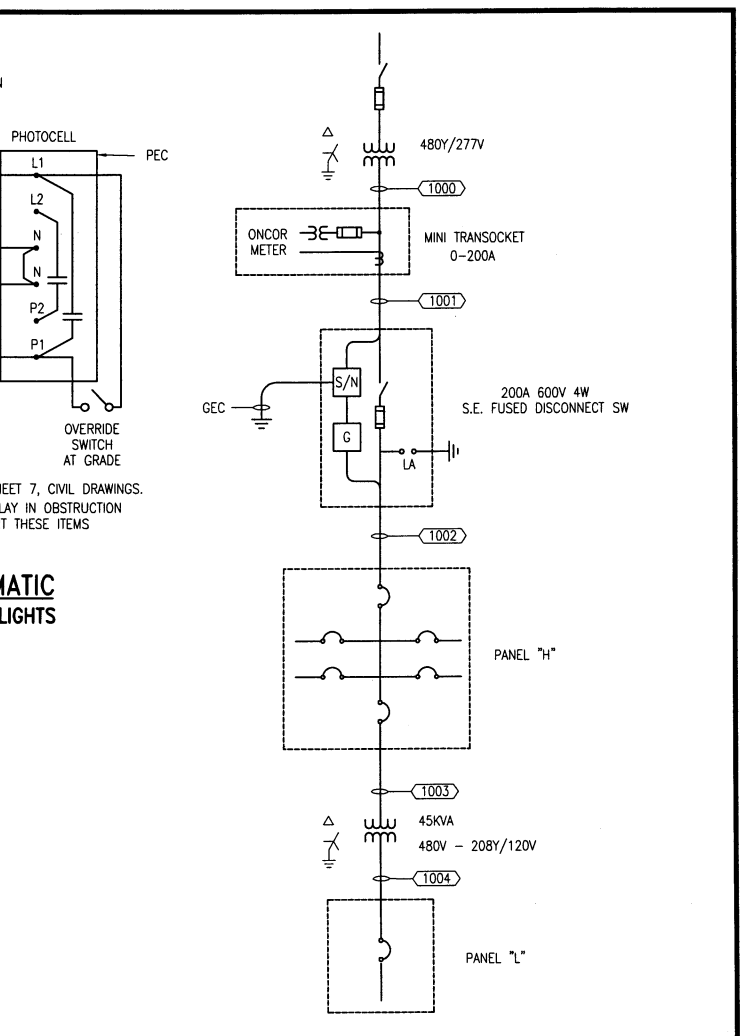 PHOTOCELL
PEC
L1
L2
N
N
P2
P1
OVERRIDE
SWITCH
AT GRADE
EET 7, CIVIL DRAWINGS.
LAY IN OBSTRUCTION
T THESE ITEMS
MATIC
LIGHTS
480Y/277V
1000
ONCOR
METER
MINI TRANSOCKET
0-200A
1001
S/N
G
GEC
LA
200A 600V 4W
S.E. FUSED DISCONNECT SW
1002
PANEL "H"
1003
45KVA
480V - 208Y/120V
1004
PANEL "L"